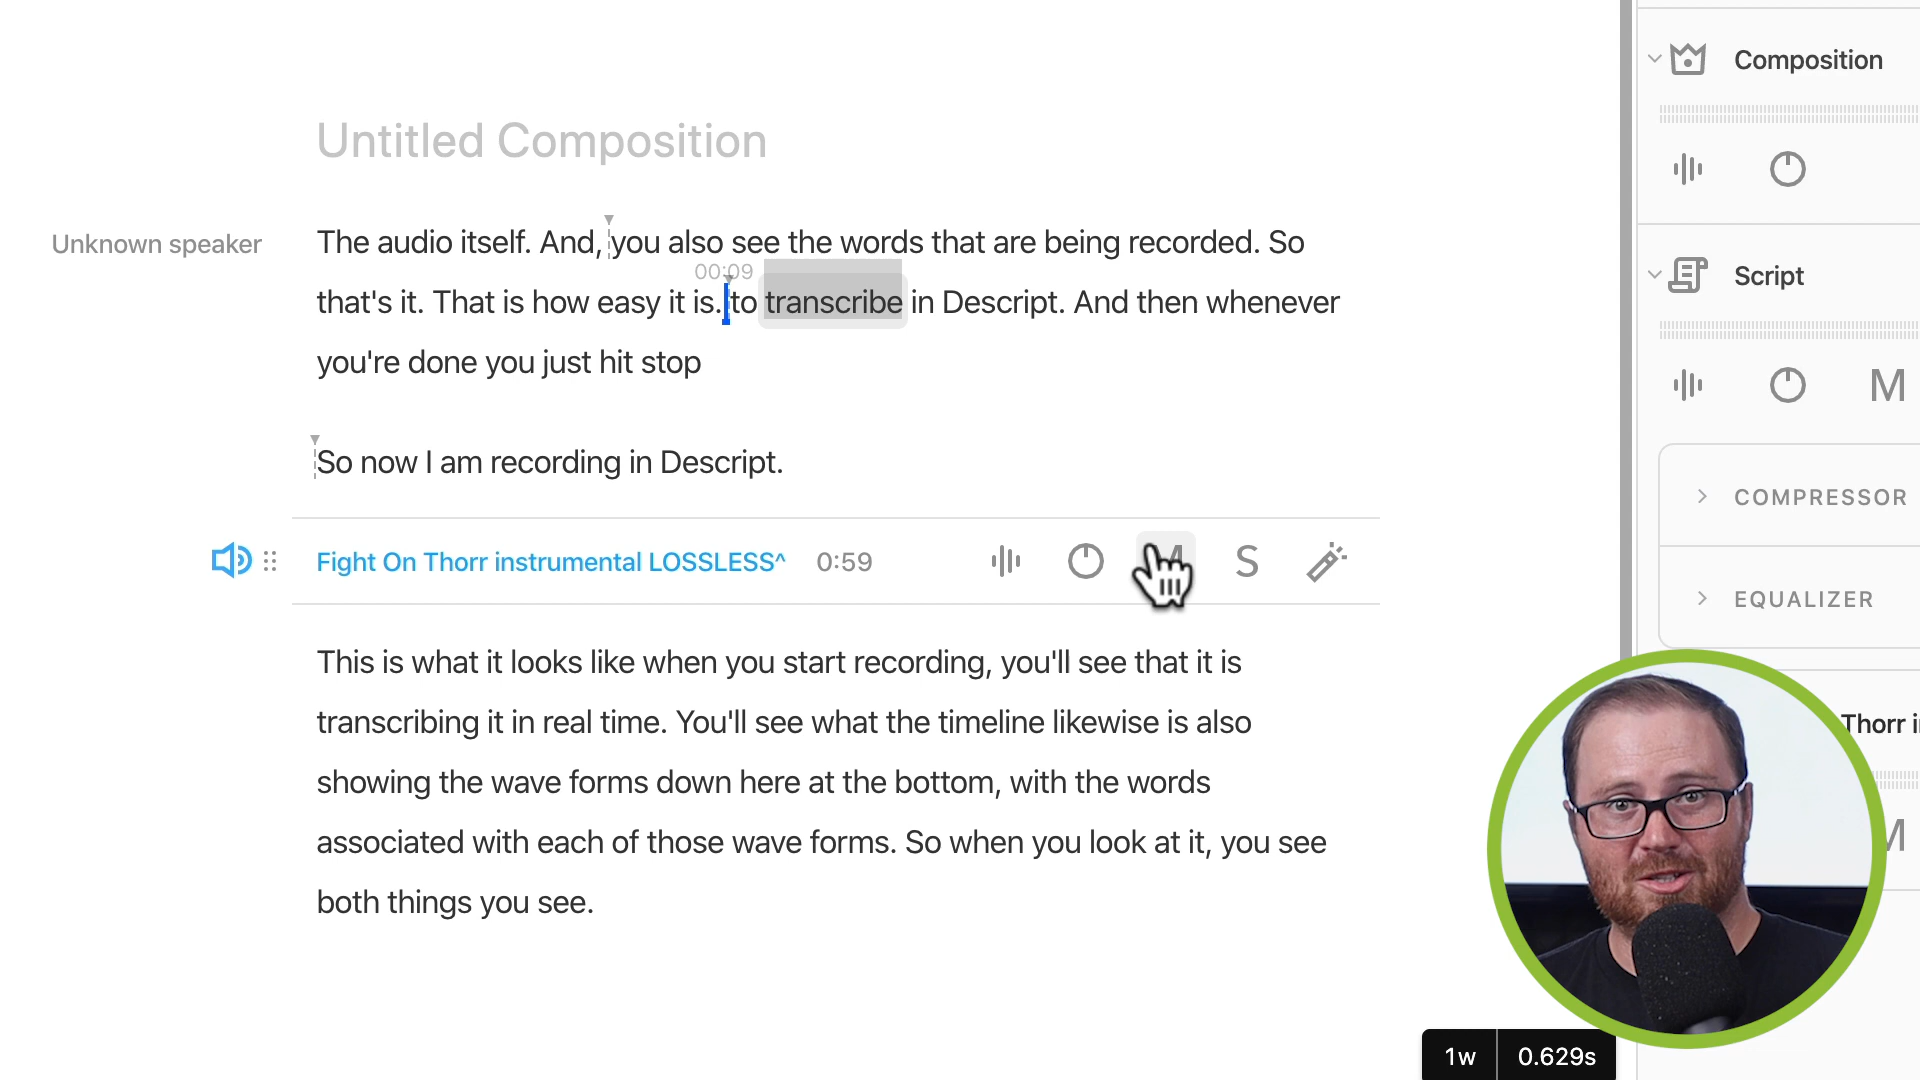 Untitled Composition
Unknown speaker
The audio itself. And, you also see the words that are being recorded. So
00:09
that's it. That is how easy it is. to transcribe in Descript. And then whenever
you're done you just hit stop
So now I am recording in Descript.
Fight On Thorr instrumental LOSSLESS^ 0:59 M S
This is what it looks like when you start recording, you'll see that it is
transcribing it in real time. You'll see what the timeline likewise is also
showing the wave forms down here at the bottom, with the words
associated with each of those wave forms. So when you look at it, you see
both things you see.
Composition
Script
M
COMPRESSOR
EQUALIZER
Thorr
M
1w 0.629s